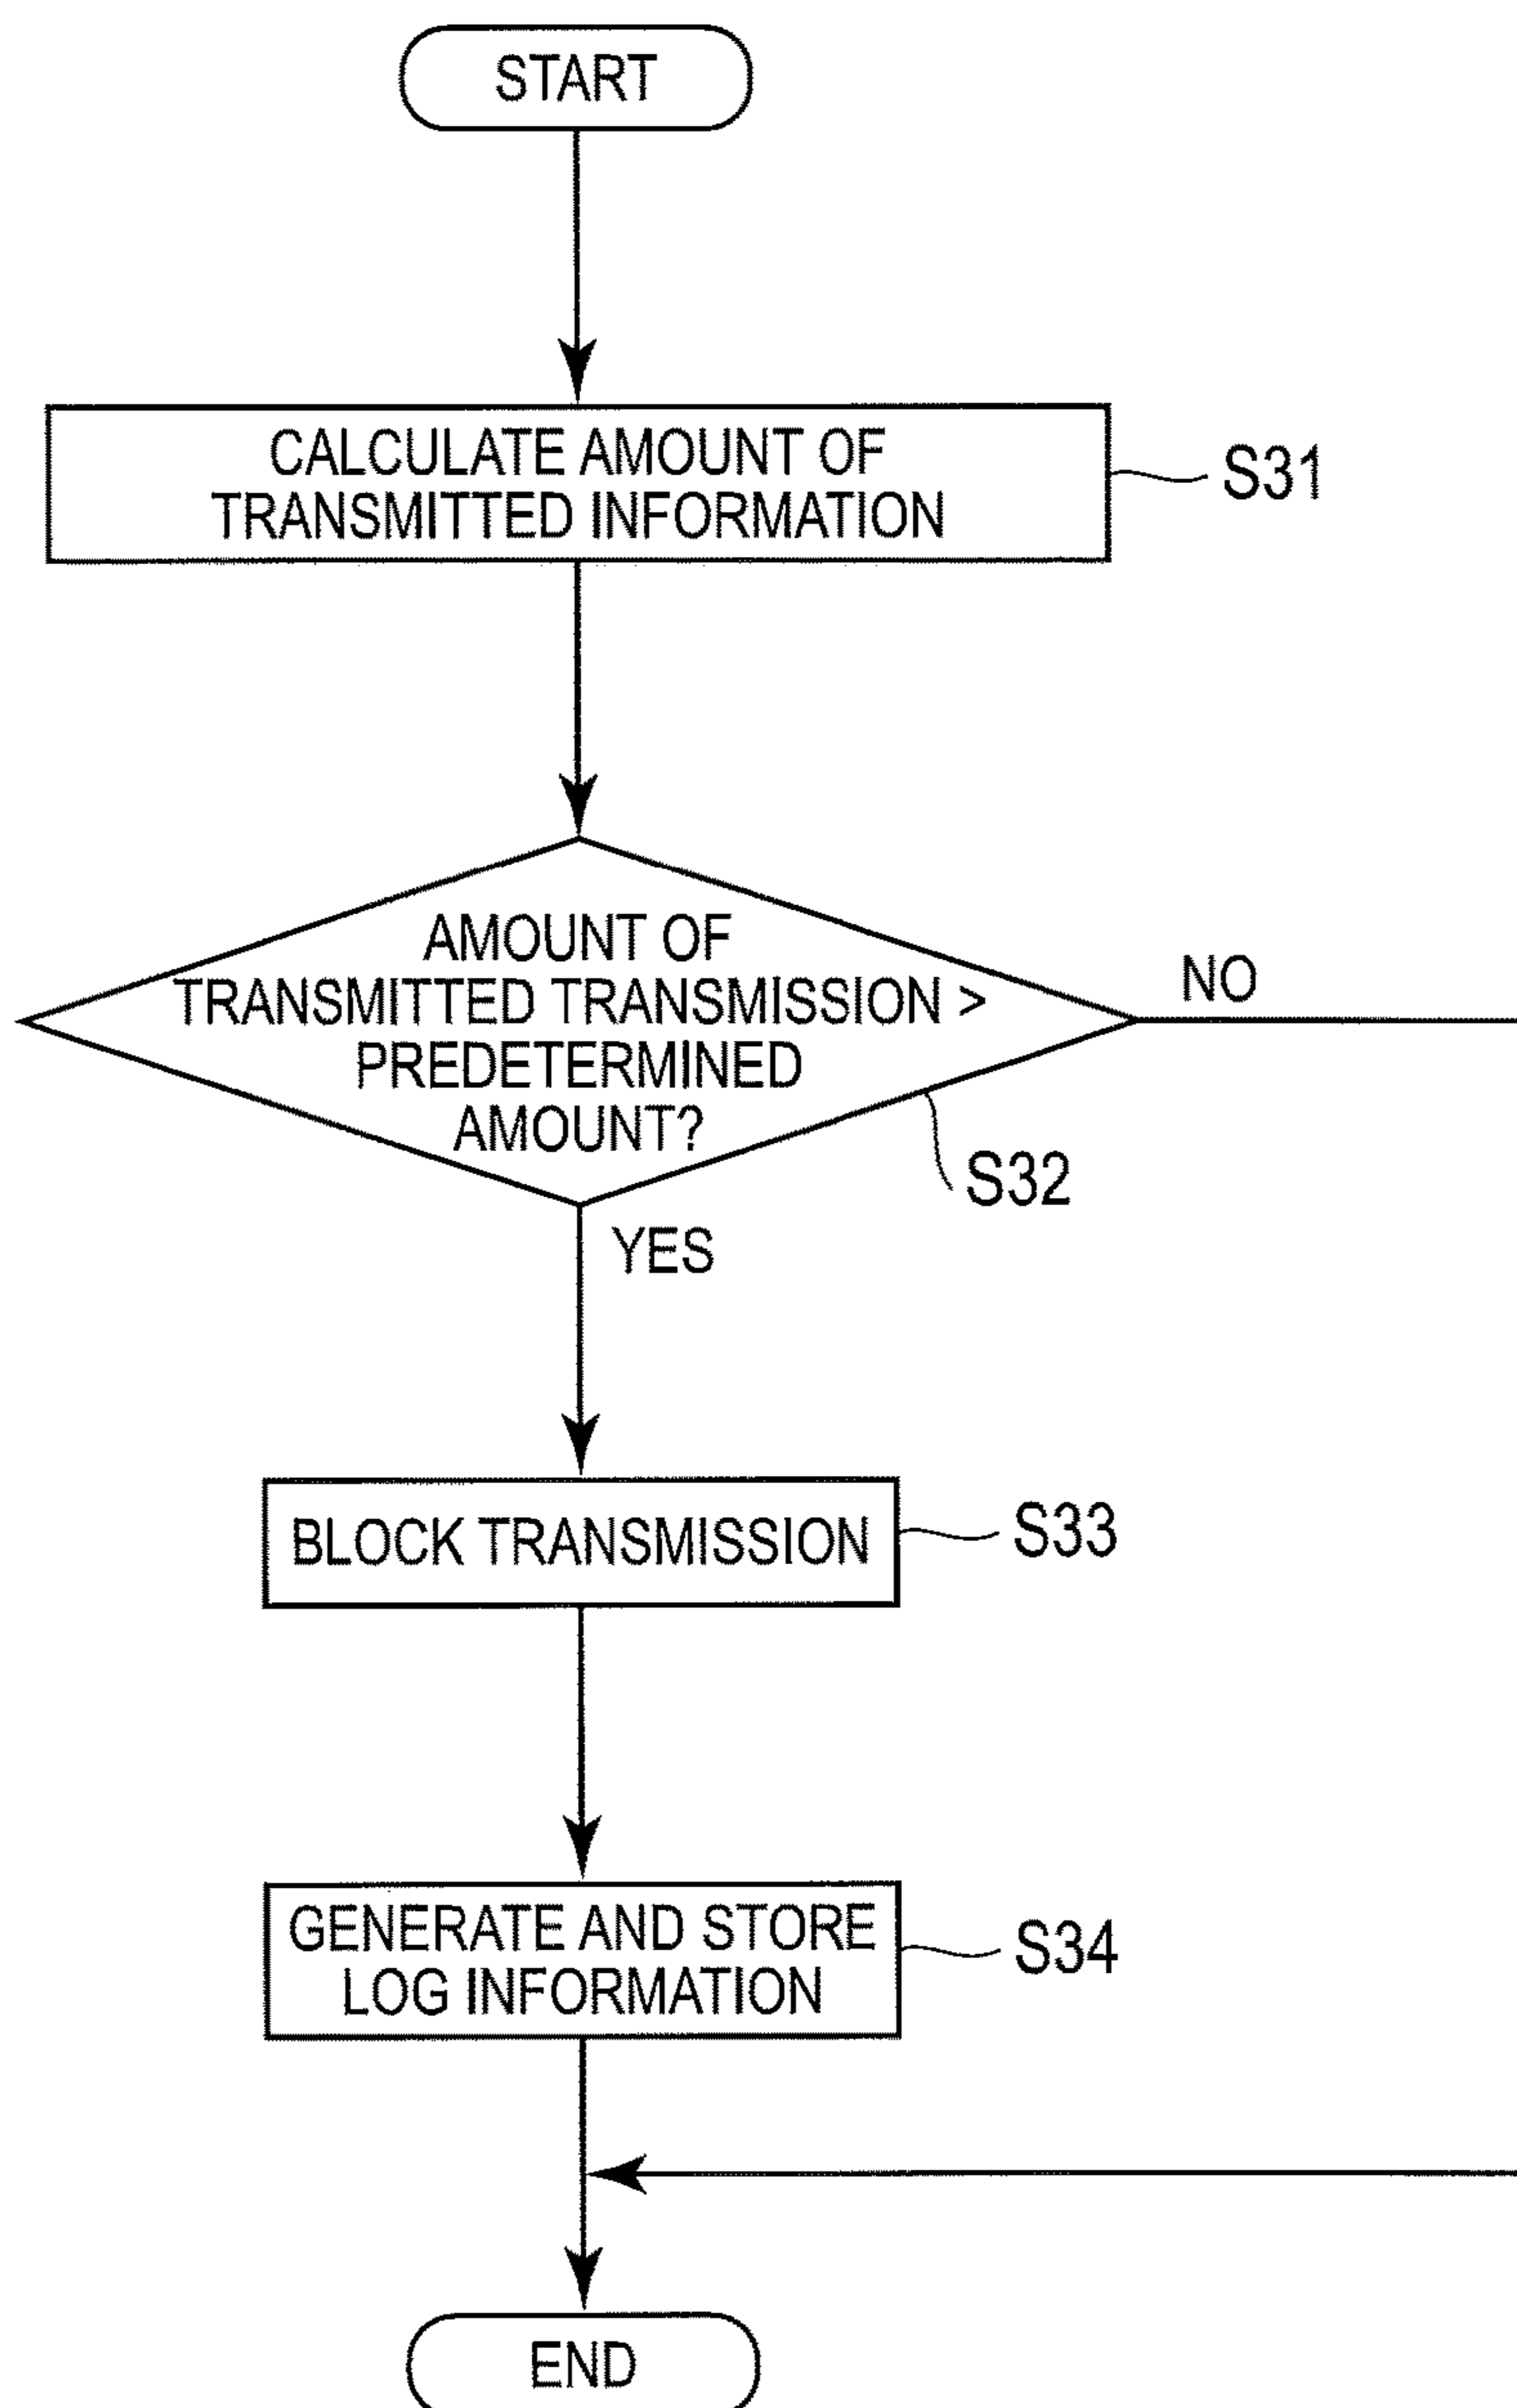 START
CALCULATE AMOUNT OF
TRANSMITTED INFORMATION
S31
AMOUNT OF
TRANSMITTED TRANSMISSION >
PREDETERMINED
AMOUNT?
NO
S32
YES
BLOCK TRANSMISSION
S33
GENERATE AND STORE
LOG INFORMATION
S34
END